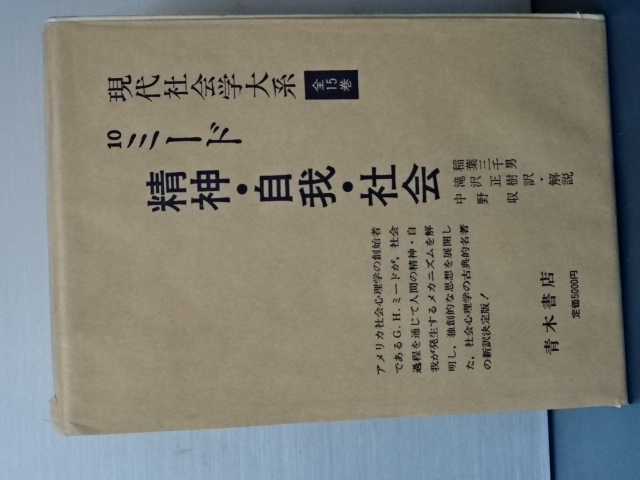 現代社会学大系
全15巻
10
ミード
精神・自我・社会
稲葉三千男
滝沢正樹
中野収
訳・解説
アメリカ社会心理学の創始者
であるG.H.ミードが,社会
過程を通じて人間の精神・自
我が発生するメカニズムを解
明し,独創的な思想を展開し
た,社会心理学の古典的名著
の新訳決定版!
青木書店
定価5000円